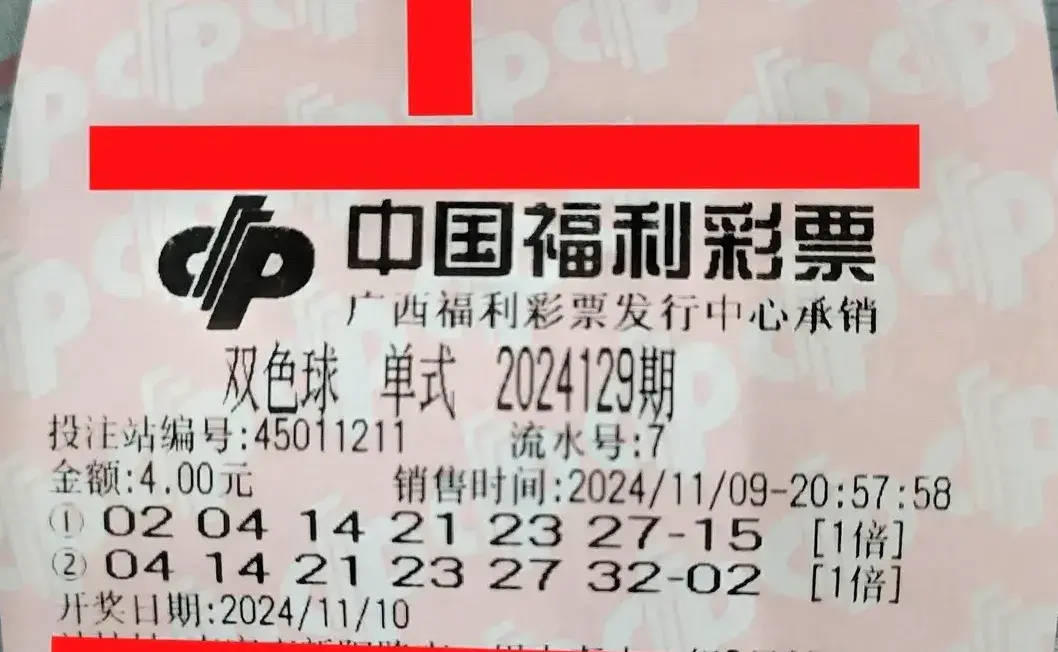 中国福利彩票
广西福利彩票发行中心承销
双色球 单式 2024129期
投注站编号:45011211 流水号:7
金额:4.00元 销售时间:2024/11/09-20:57:58
① 02 04 14 21 23 27-15 [1倍]
② 04 14 21 23 27 32-02 [1倍]
开奖日期:2024/11/10